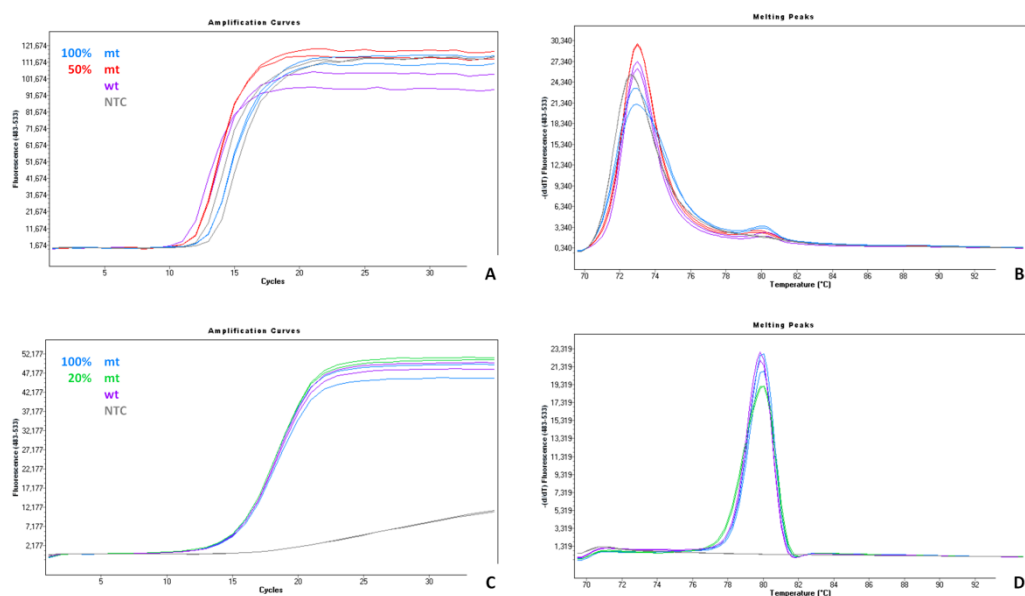 Amplification Curves
121,674
111,674
101,674
91,674
81,674
71,674
61,674
51,674
41,674
31,674
21,674
11,674
1,674
Fluorescence (483-533)
100% mt
50% mt
wt
NTC
5 10 15 20 25 30
Cycles
A
Melting Peaks
30,340
27,340
24,340
21,340
18,340
15,340
12,340
9,340
6,340
3,340
0,340
-(d/dT) Fluorescence (483-533)
70 72 74 76 78 80 82 84 86 88 90 92
Temperature (°C)
B
Amplification Curves
52,177
47,177
42,177
37,177
32,177
27,177
22,177
17,177
12,177
7,177
2,177
Fluorescence (483-533)
100% mt
20% mt
wt
NTC
5 10 15 20 25 30
Cycles
C
Melting Peaks
23,319
21,319
19,319
17,319
15,319
13,319
11,319
9,319
7,319
5,319
3,319
1,319
-(d/dT) Fluorescence (483-533)
70 72 74 76 78 80 82 84 86 88 90 92
Temperature (°C)
D